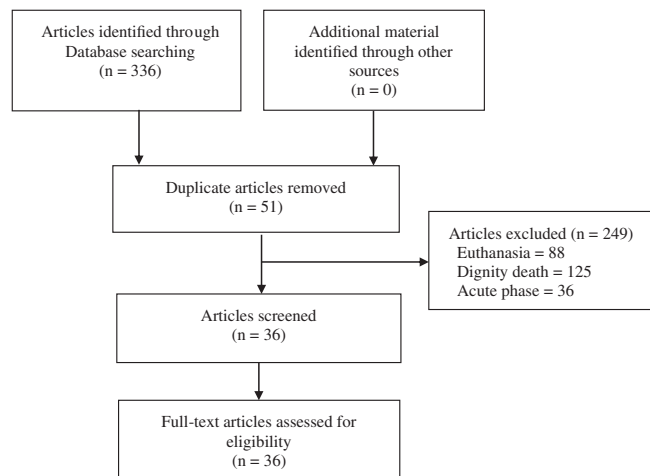 Articles identified through
Database searching
(n = 336)
Additional material
identified through other
sources
(n = 0)
Duplicate articles removed
(n = 51)
Articles excluded (n = 249)
Euthanasia = 88
Dignity death = 125
Acute phase = 36
Articles screened
(n = 36)
Full-text articles assessed for
eligibility
(n = 36)